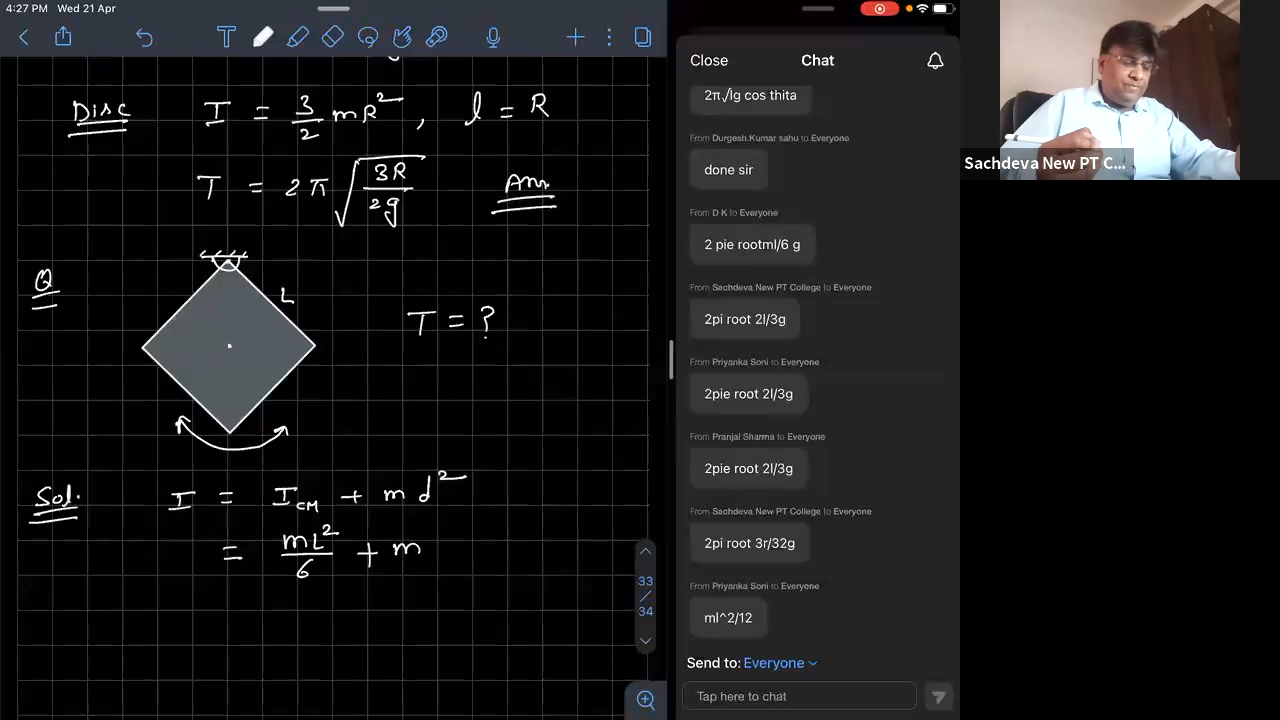 4:27 PM Wed 21 Apr
Disc I = 3/2 mR², l = R
T = 2π √(3R/2g) Ans.
Q
L
T = ?
Sol. I = I_CM + m d²
= mL²/6 + m
33
/
34
Close Chat
2π√lg cos thita
From Durgesh Kumar sahu to Everyone
done sir
From D K to Everyone
2 pie rootml/6 g
From Sachdeva New PT College to Everyone
2pi root 2l/3g
From Priyanka Soni to Everyone
2pie root 2l/3g
From Pranjal Sharma to Everyone
2pie root 2l/3g
From Sachdeva New PT College to Everyone
2pi root 3r/32g
From Priyanka Soni to Everyone
ml^2/12
Send to: Everyone
Tap here to chat
Sachdeva New PT C...